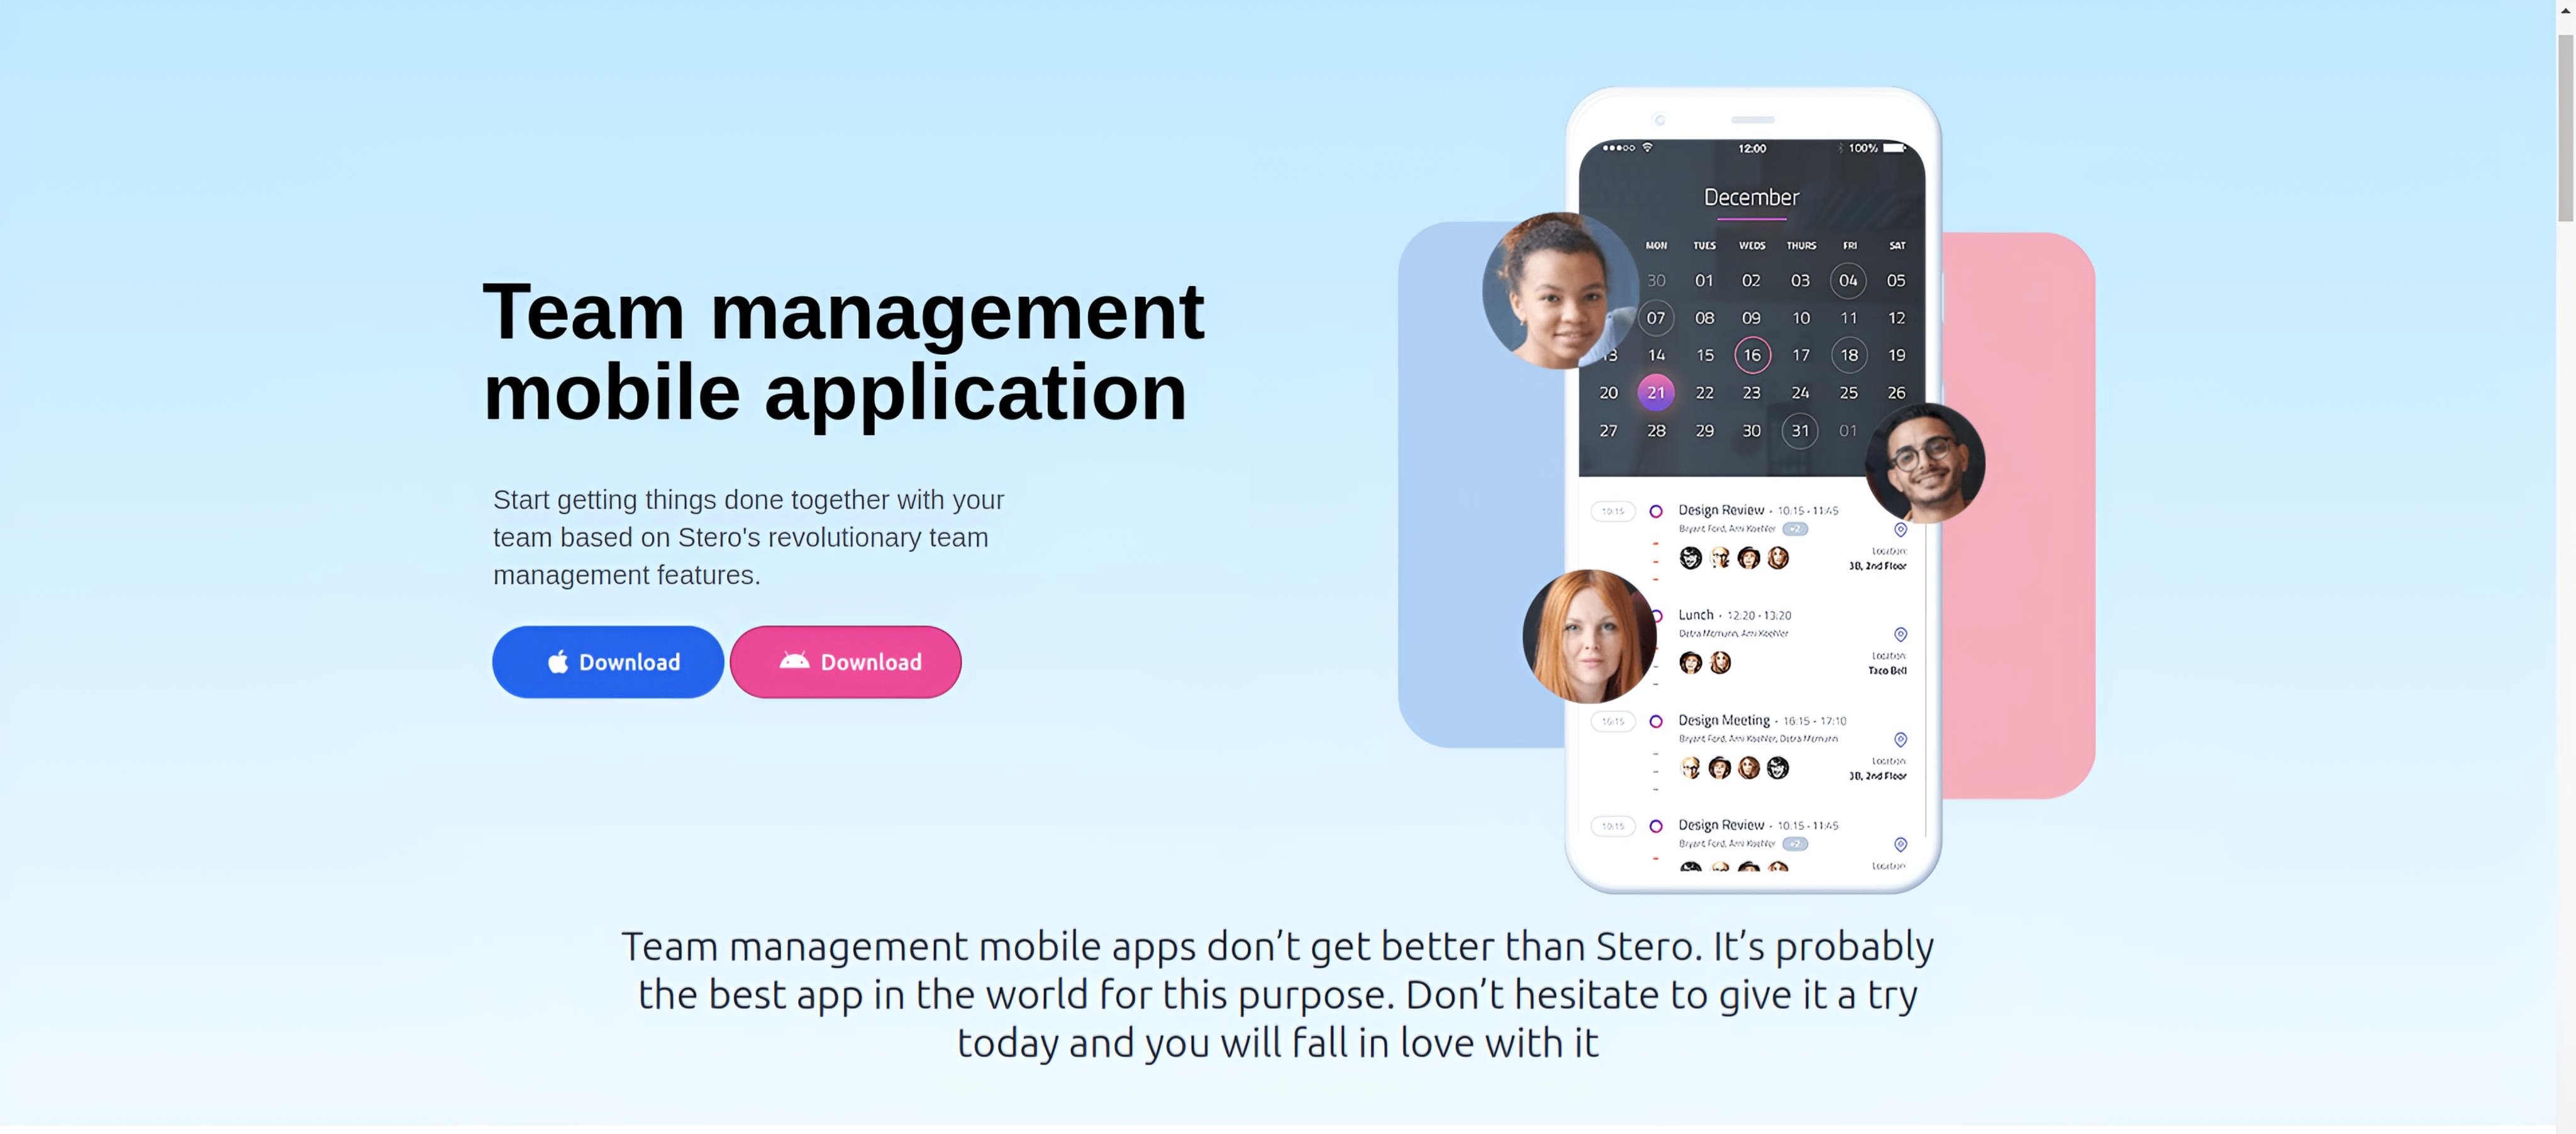 Team management
mobile application
Start getting things done together with your
team based on Stero's revolutionary team
management features.
Download
Download
12:00
100%
December
MON TUES WEDS THURS FRI SAT
30 01 02 03 04 05
07 08 09 10 11 12
13 14 15 16 17 18 19
20 21 22 23 24 25 26
27 28 29 30 31 01
10:15
Design Review • 10:15 - 11:45
Bryant Ford, Ami Koehler +2
Location:
3B, 2nd Floor
Lunch • 12:20 - 13:20
Detra Mcmunn, Ami Koehler
Location:
Taco Bell
16:15
Design Meeting • 16:15 - 17:10
Bryant Ford, Ami Koehler, Detra Mcmunn
Location:
3B, 2nd Floor
10:15
Design Review • 10:15 - 11:45
Bryant Ford, Ami Koehler +2
Location:
Team management mobile apps don’t get better than Stero. It’s probably
the best app in the world for this purpose. Don’t hesitate to give it a try
today and you will fall in love with it